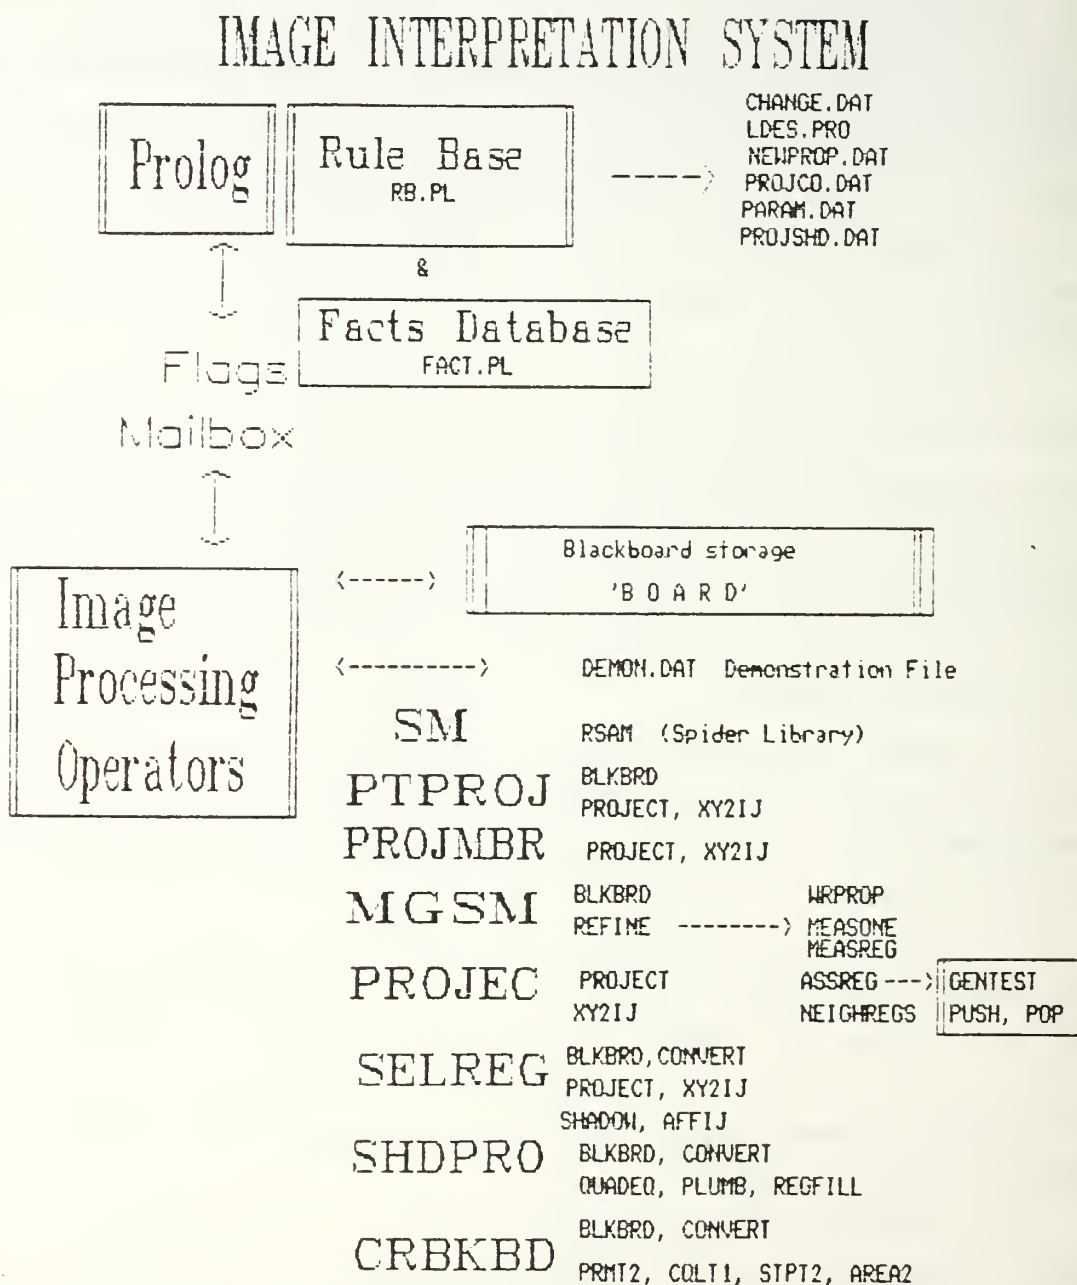 IMAGE INTERPRETATION SYSTEM
Prolog
Rule Base
RB.PL
---->
CHANGE.DAT
LDES.PRO
NEWPROP.DAT
PROJCO.DAT
PARAM.DAT
PROJSHD.DAT
&
Facts Database
FACT.PL
Flags
Mailbox
Image
Processing
Operators
<------>
Blackboard storage
'B O A R D'
<---------->
DEMON.DAT Demonstration File
SM RSAM (Spider Library)
PTPROJ BLKBRD
PROJECT, XY2IJ
PROJMBR PROJECT, XY2IJ
MGSM BLKBRD WRPROP
REFINE --------> MEASONE
MEASREG
PROJEC PROJECT ASSREG ---> GENTEST
XY2IJ NEIGHREGS PUSH, POP
SELREG BLKBRD, CONVERT
PROJECT, XY2IJ
SHADOW, AFFIJ
SHDPRO BLKBRD, CONVERT
QUADEQ, PLUMB, REGFILL
CRBKBD BLKBRD, CONVERT
PRMT2, COLT1, STPT2, AREA2